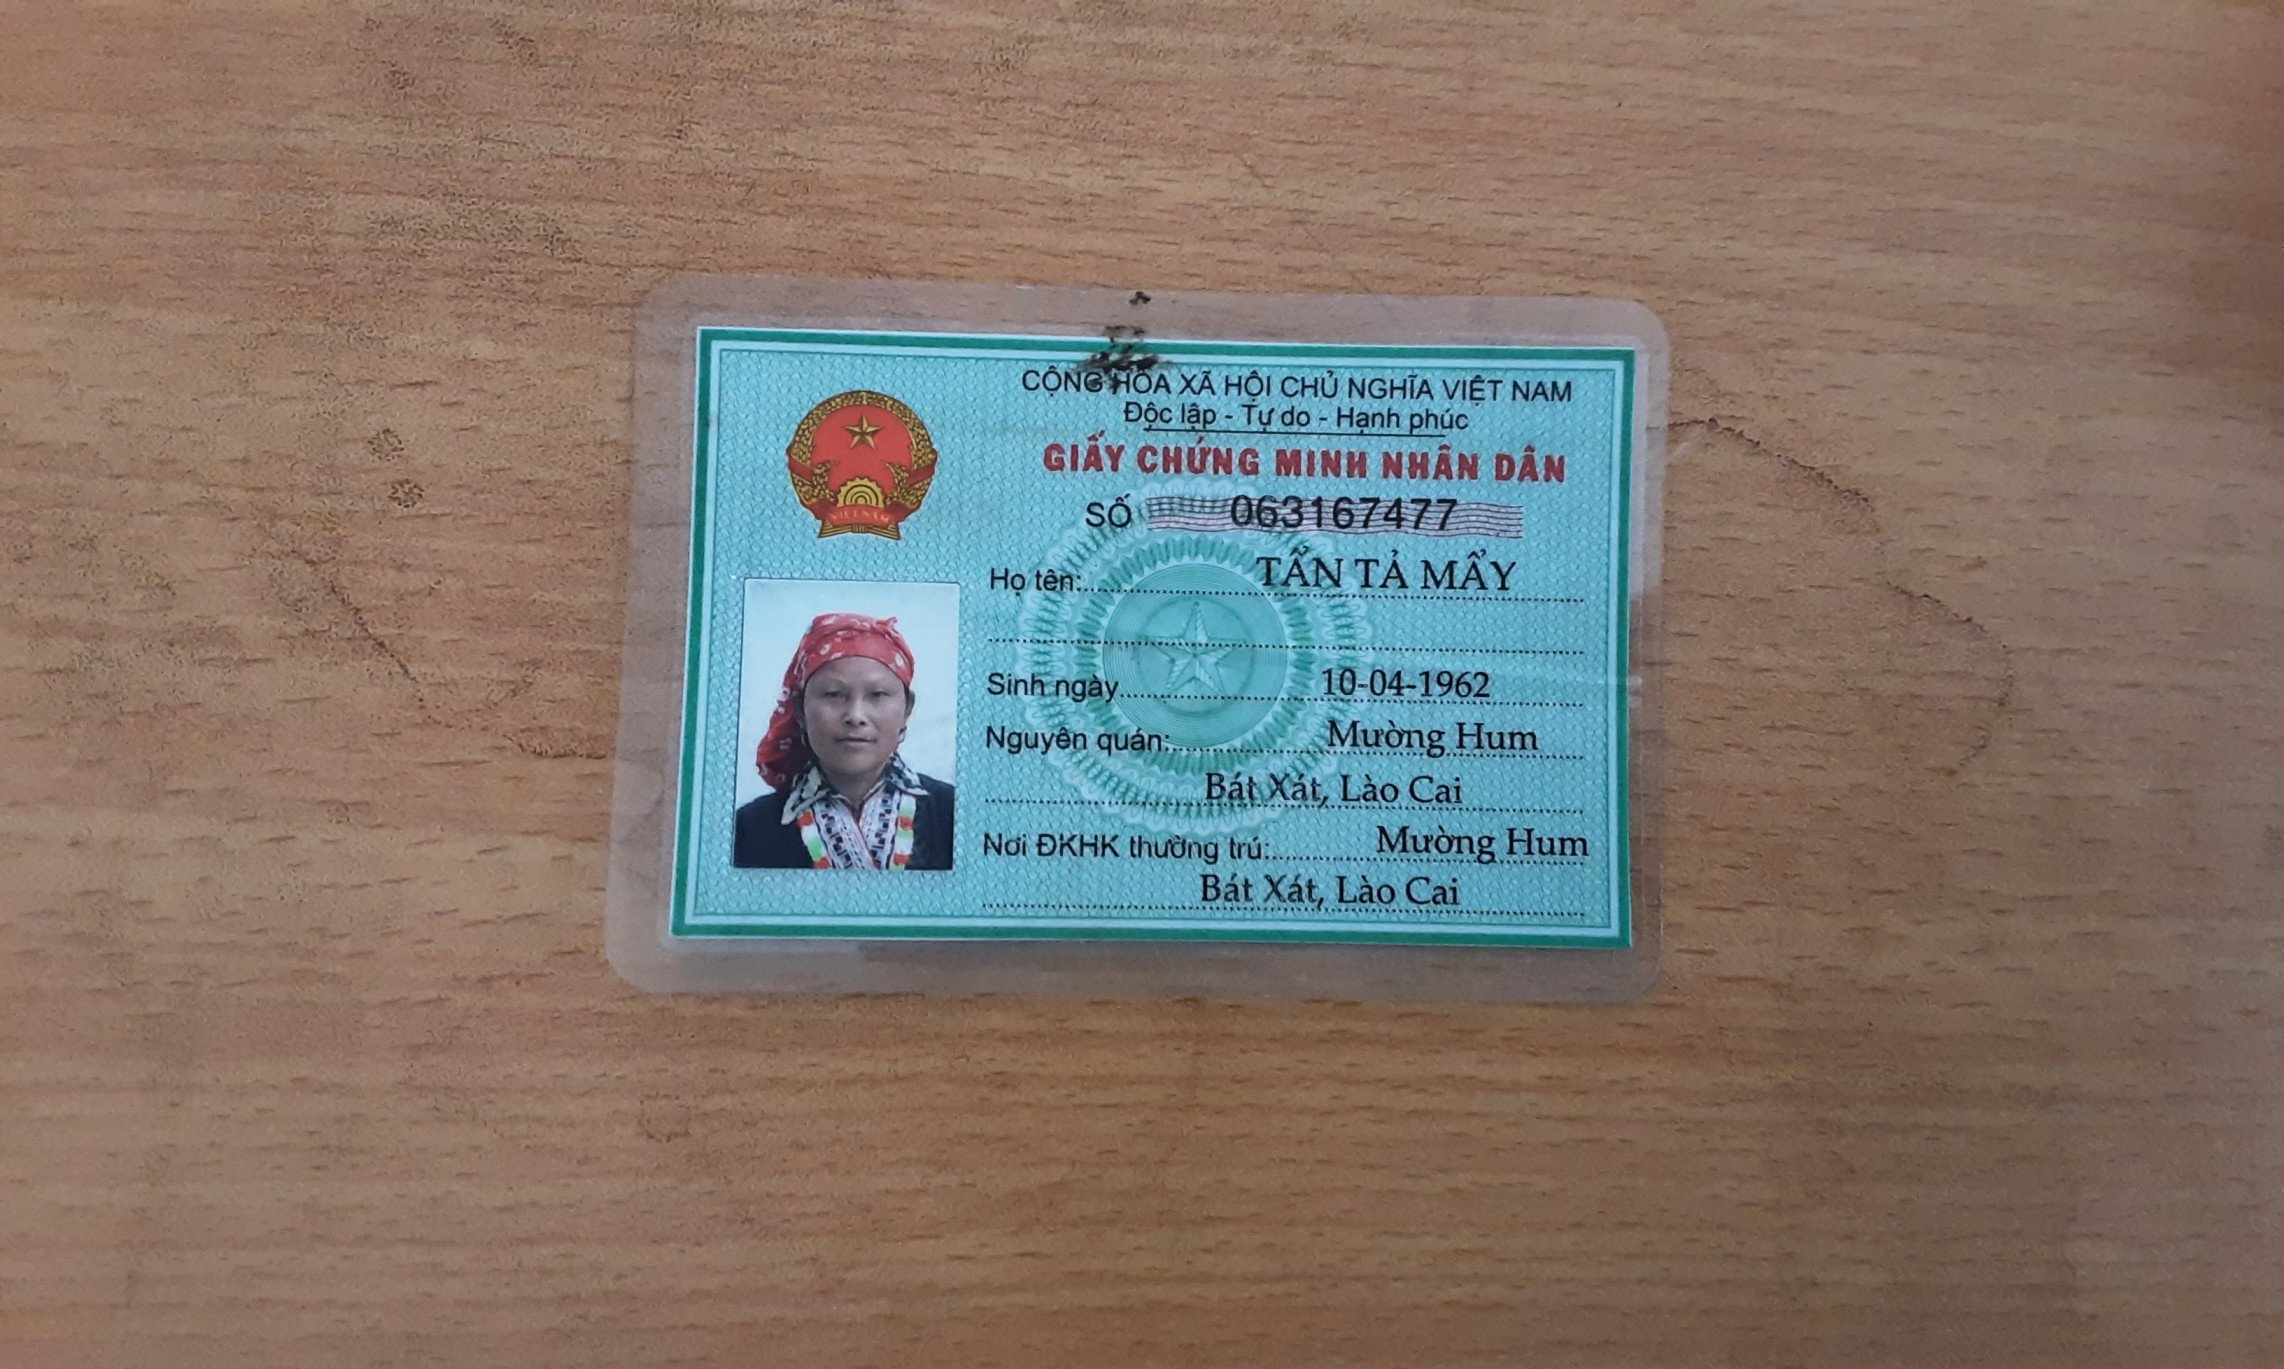 CỘNG HÒA XÃ HỘI CHỦ NGHĨA VIỆT NAM
Độc lập - Tự do - Hạnh phúc
GIẤY CHỨNG MINH NHÂN DÂN
SỐ 063167477
Họ tên: TẨN TẢ MẨY
Sinh ngày 10-04-1962
Nguyên quán: Mường Hum
Bát Xát, Lào Cai
Nơi ĐKHK thường trú: Mường Hum
Bát Xát, Lào Cai
VIỆT NAM